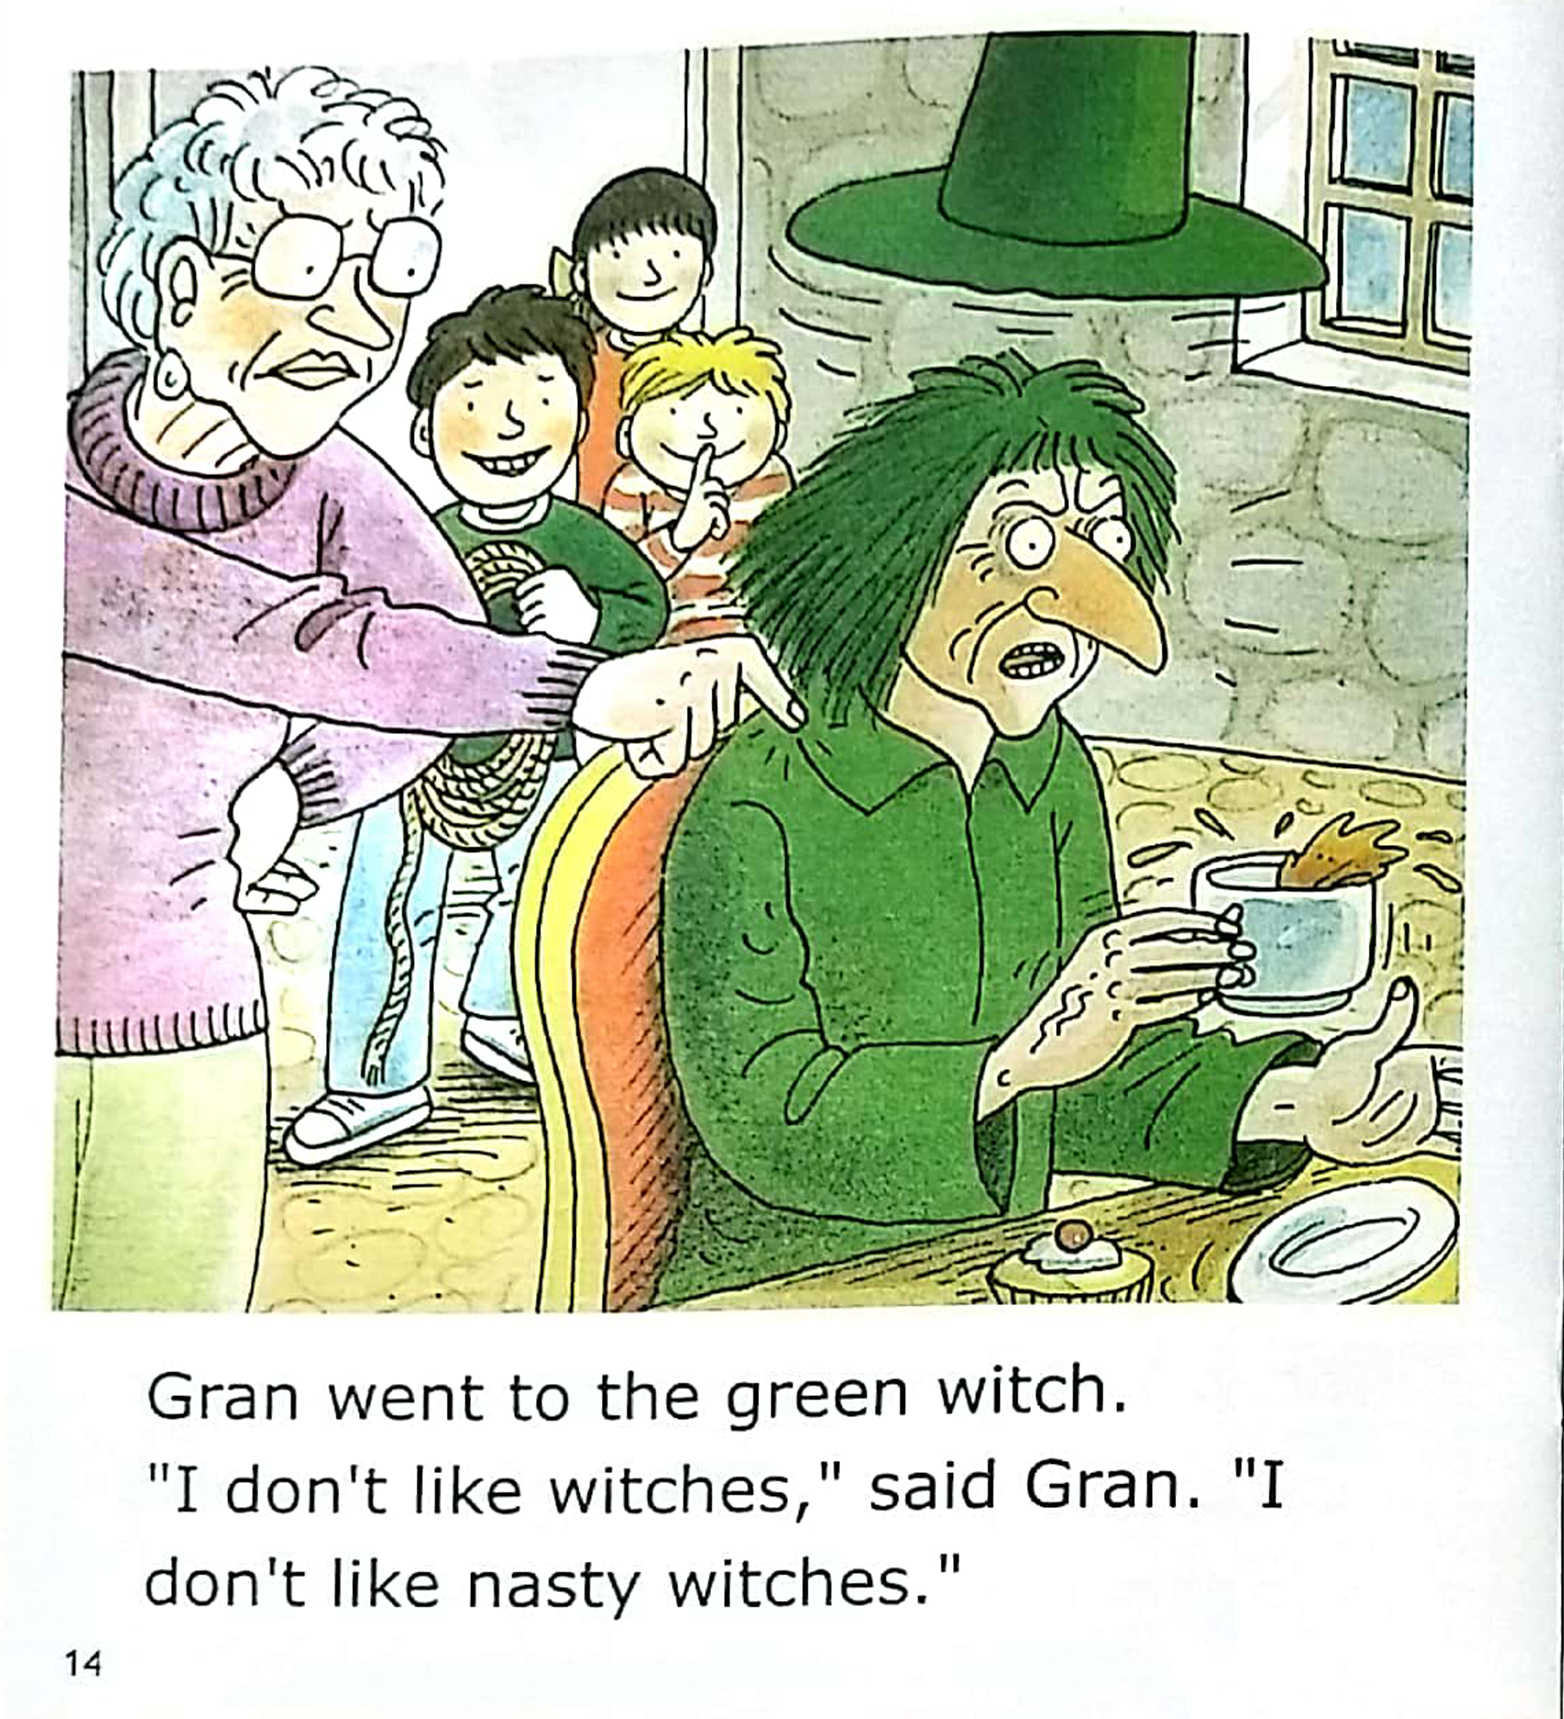 Gran went to the green witch.
"I don't like witches," said Gran. "I
don't like nasty witches."
14